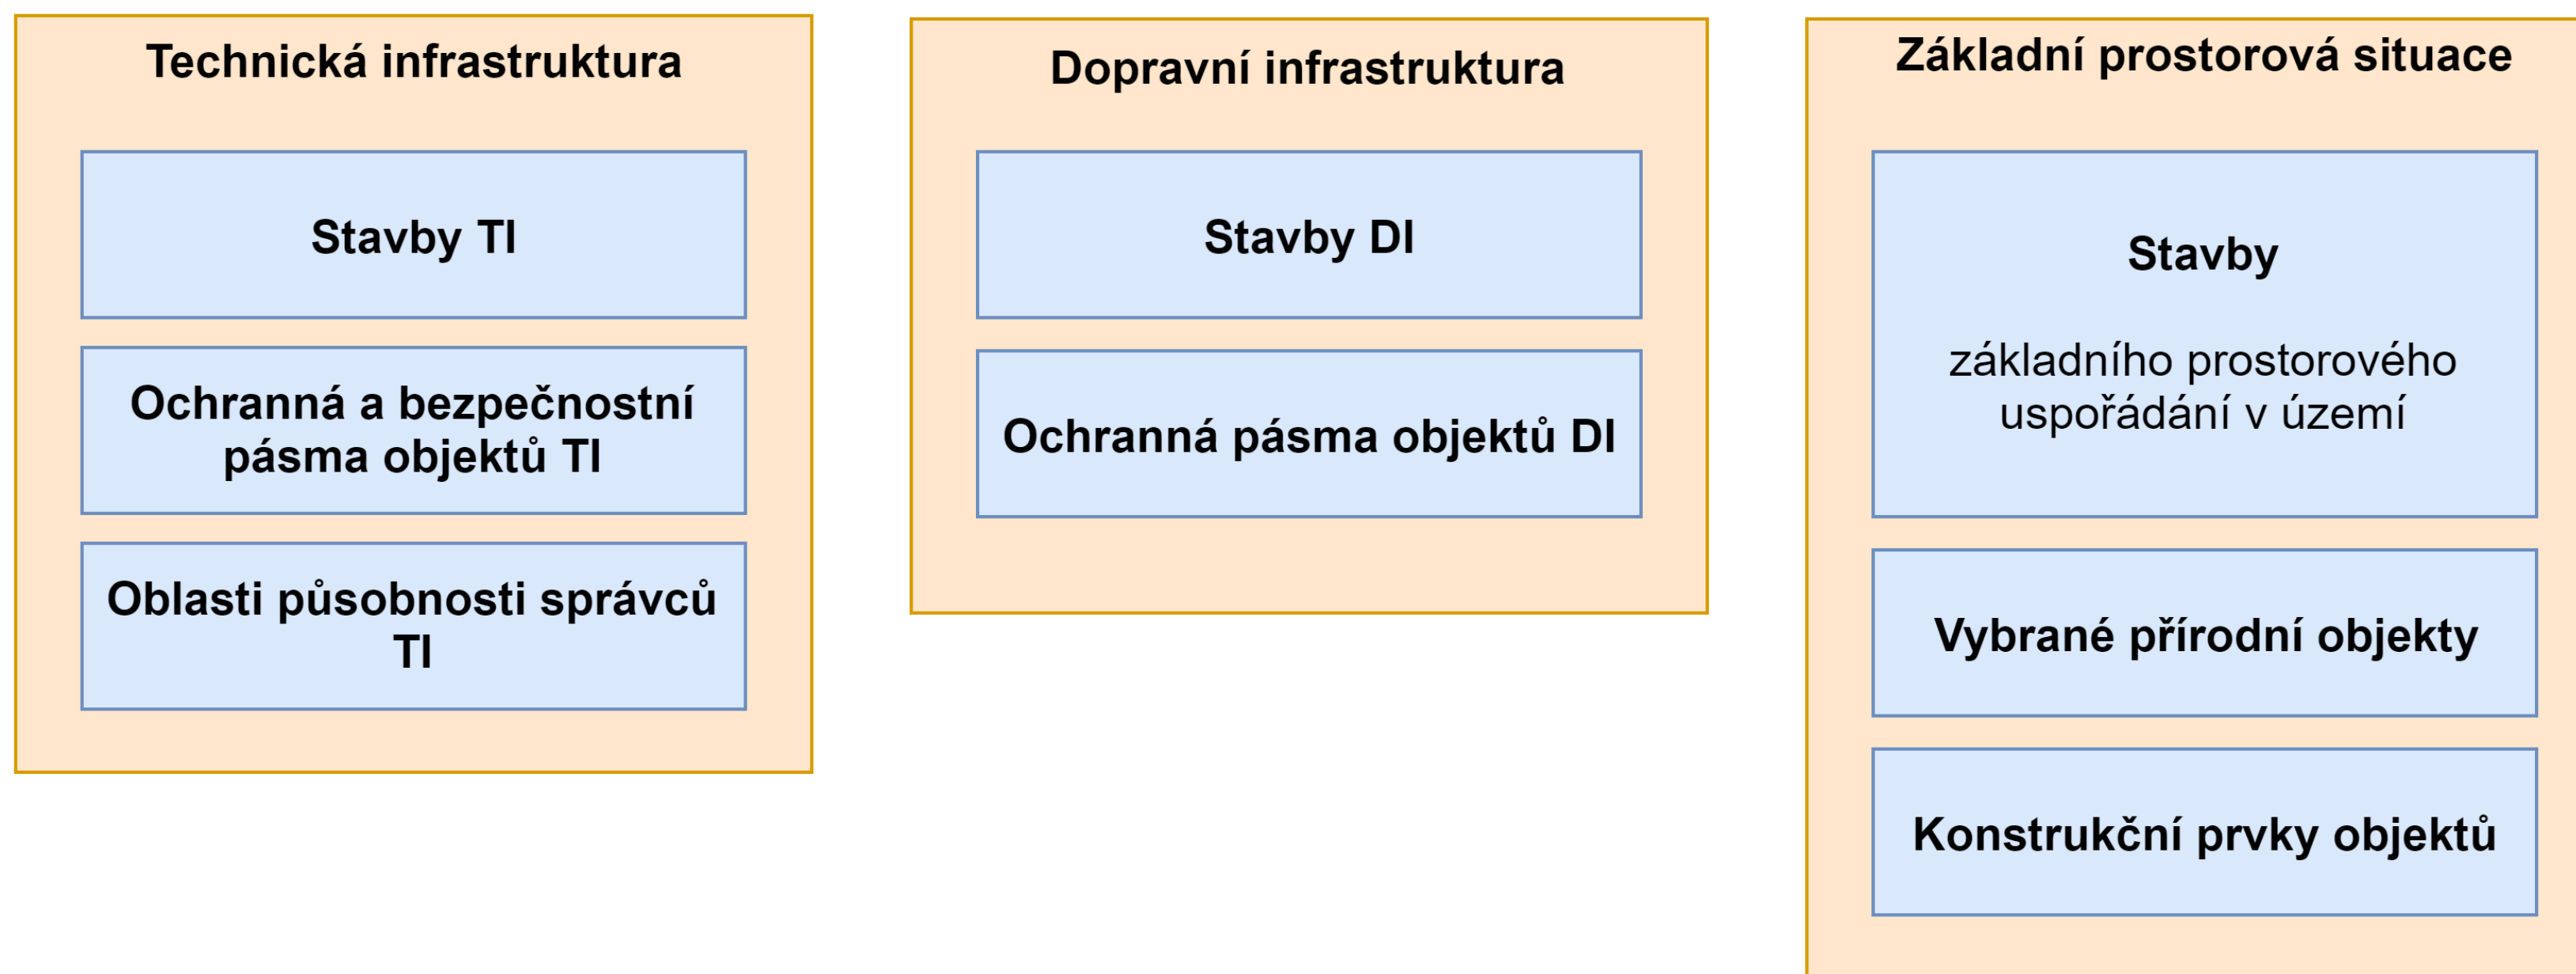 Technická infrastruktura
Stavby TI
Ochranná a bezpečnostní
pásma objektů TI
Oblasti působnosti správců
TI
Dopravní infrastruktura
Stavby DI
Ochranná pásma objektů DI
Základní prostorová situace
Stavby
základního prostorového
uspořádání v území
Vybrané přírodní objekty
Konstrukční prvky objektů